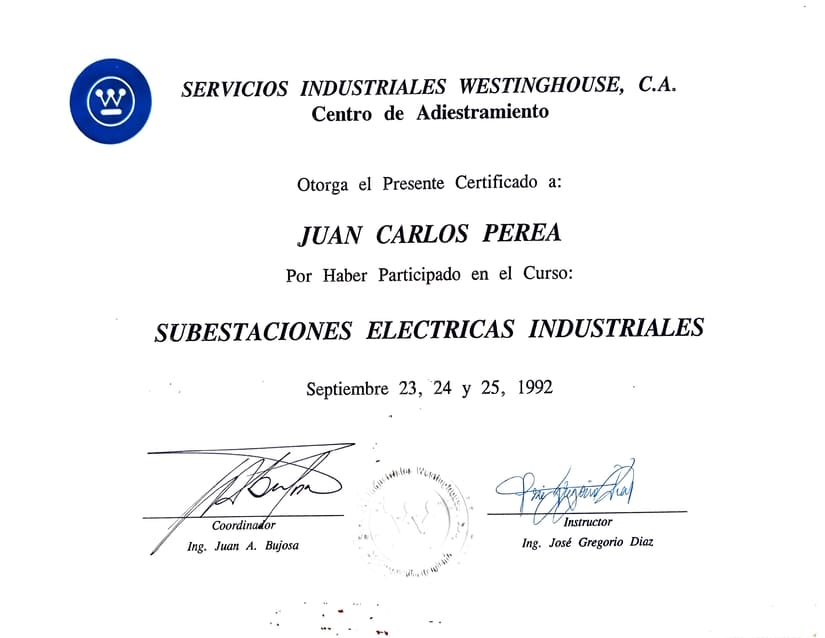 SERVICIOS INDUSTRIALES WESTINGHOUSE, C.A.
W
Centro de Adiestramiento
Otorga el Presente Certificado a:
JUAN CARLOS PEREA
Por Haber Participado en el Curso:
SUBESTACIONES ELECTRICAS INDUSTRIALES
Septiembre 23, 24 y 25, 1992
Coordinador
Ing. Juan A. Bujosa
Instructor
Ing. José Gregorio Diaz